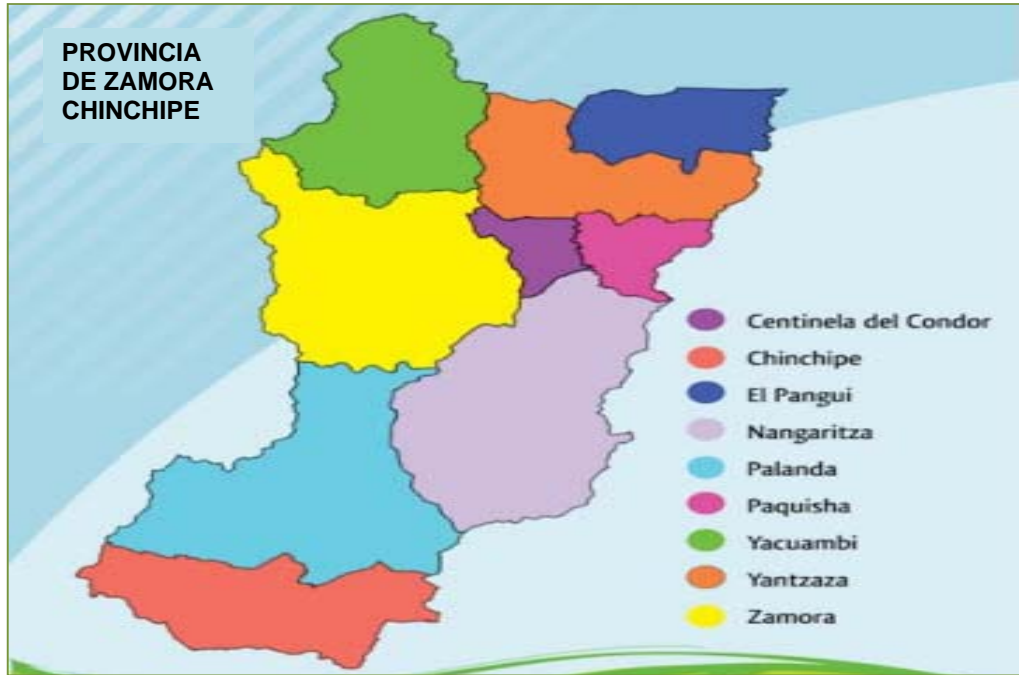 PROVINCIA
DE ZAMORA
CHINCHIPE
Centinela del Condor
Chinchipe
El Pangui
Nangaritza
Palanda
Paquisha
Yacuambi
Yantzaza
Zamora